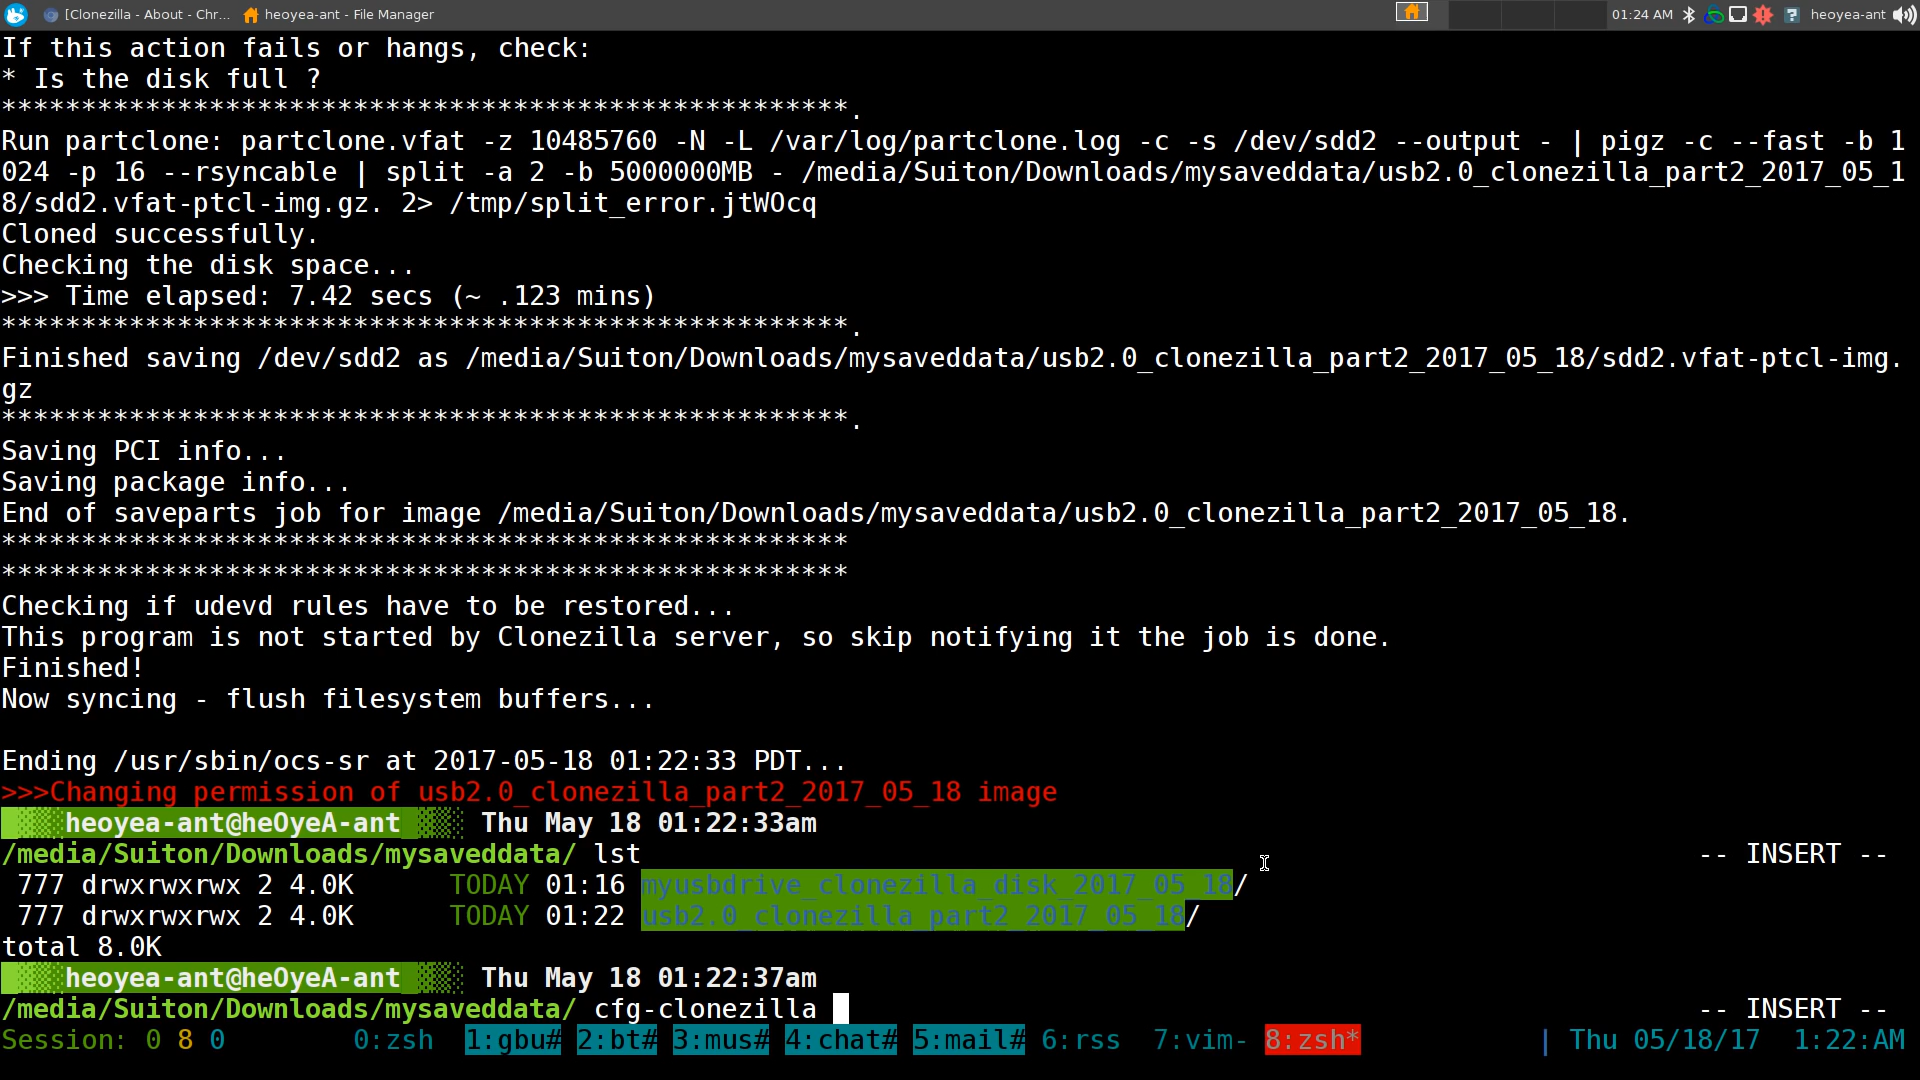 [Clonezilla - About - Chr... heoyea-ant - File Manager 01:24 AM heoyea-ant
If this action fails or hangs, check:
* Is the disk full ?
*****************************************************.
Run partclone: partclone.vfat -z 10485760 -N -L /var/log/partclone.log -c -s /dev/sdd2 --output - | pigz -c --fast -b 1
024 -p 16 --rsyncable | split -a 2 -b 5000000MB - /media/Suiton/Downloads/mysaveddata/usb2.0_clonezilla_part2_2017_05_1
8/sdd2.vfat-ptcl-img.gz. 2> /tmp/split_error.jtWOcq
Cloned successfully.
Checking the disk space...
>>> Time elapsed: 7.42 secs (~ .123 mins)
*****************************************************.
Finished saving /dev/sdd2 as /media/Suiton/Downloads/mysaveddata/usb2.0_clonezilla_part2_2017_05_18/sdd2.vfat-ptcl-img.
gz
*****************************************************.
Saving PCI info...
Saving package info...
End of saveparts job for image /media/Suiton/Downloads/mysaveddata/usb2.0_clonezilla_part2_2017_05_18.
*****************************************************
*****************************************************
Checking if udevd rules have to be restored...
This program is not started by Clonezilla server, so skip notifying it the job is done.
Finished!
Now syncing - flush filesystem buffers...
Ending /usr/sbin/ocs-sr at 2017-05-18 01:22:33 PDT...
>>>Changing permission of usb2.0_clonezilla_part2_2017_05_18 image
heoyea-ant@heOyeA-ant Thu May 18 01:22:33am
/media/Suiton/Downloads/mysaveddata/ lst -- INSERT --
777 drwxrwxrwx 2 4.0K TODAY 01:16 myusbdrive_clonezilla_disk_2017_05_18/
777 drwxrwxrwx 2 4.0K TODAY 01:22 usb2.0_clonezilla_part2_2017_05_18/
total 8.0K
heoyea-ant@heOyeA-ant Thu May 18 01:22:37am
/media/Suiton/Downloads/mysaveddata/ cfg-clonezilla -- INSERT --
Session: 0 8 0 0:zsh 1:gbu# 2:bt# 3:mus# 4:chat# 5:mail# 6:rss 7:vim- 8:zsh* | Thu 05/18/17 1:22:AM